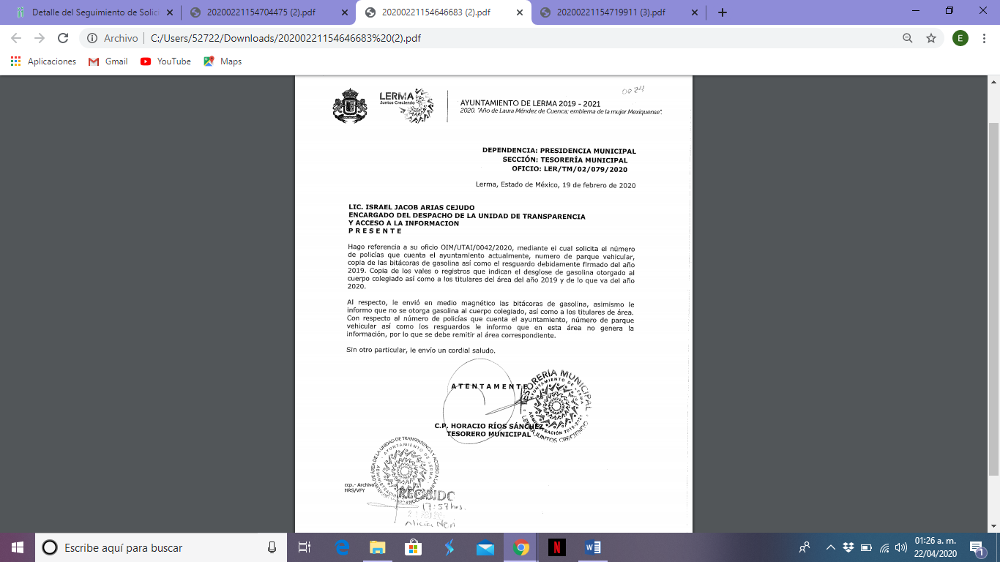 Detalle del Seguimiento de Solici
20200221154704475 (2).pdf
20200221154646683 (2).pdf
20200221154719911 (3).pdf
Archivo
C:/Users/52722/Downloads/20200221154646683%20(2).pdf
E
Aplicaciones
Gmail
YouTube
Maps
0024
LERMA
Juntos Creciendo
AYUNTAMIENTO DE LERMA 2019 - 2021
2020. "Año de Laura Méndez de Cuenca; emblema de la mujer Mexiquense".
DEPENDENCIA: PRESIDENCIA MUNICIPAL
SECCIÓN: TESORERÍA MUNICIPAL
OFICIO: LER/TM/02/079/2020
Lerma, Estado de México, 19 de febrero de 2020
LIC. ISRAEL JACOB ARIAS CEJUDO
ENCARGADO DEL DESPACHO DE LA UNIDAD DE TRANSPARENCIA
Y ACCESO A LA INFORMACION
P R E S E N T E
Hago referencia a su oficio OIM/UTAI/0042/2020, mediante el cual solicita el número
de policías que cuenta el ayuntamiento actualmente, numero de parque vehicular,
copia de las bitácoras de gasolina así como el resguardo debidamente firmado del año
2019. Copia de los vales o registros que indican el desglose de gasolina otorgado al
cuerpo colegiado así como a los titulares del área del año 2019 y de lo que va del año
2020.
Al respecto, le envió en medio magnético las bitácoras de gasolina, asimismo le
informo que no se otorga gasolina al cuerpo colegiado, así como a los titulares de área.
Con respecto al número de policías que cuenta el ayuntamiento, número de parque
vehicular así como los resguardos le informo que en esta área no genera la
información, por lo que se debe remitir al área correspondiente.
Sin otro particular, le envío un cordial saludo.
A T E N T A M E N T E
TESORERÍA MUNICIPAL
AYUNTAMIENTO DE LERMA
ADMINISTRACIÓN 2019-2021
LERMA JUNTOS CRECIENDO
C.P. HORACIO RÍOS SÁNCHEZ
TESORERO MUNICIPAL
AYUNTAMIENTO DE LERMA
ccp.- Archivo
HRS/VFY
RECIBIDO
17:57 hrs.
Alicia Neri
Escribe aquí para buscar
01:26 a. m.
22/04/2020
1